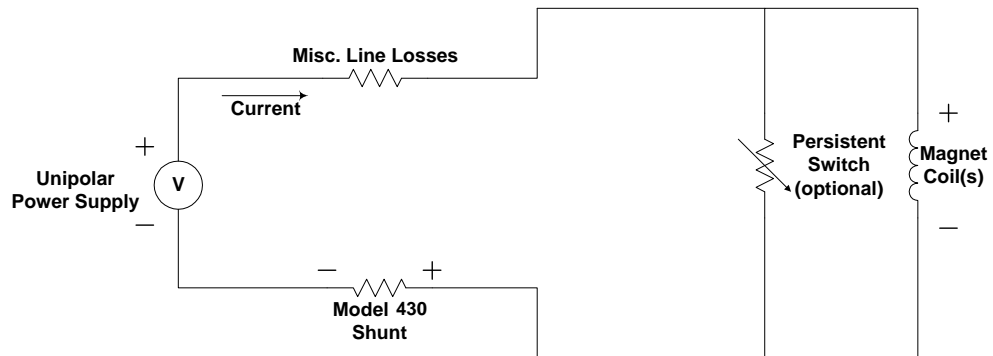 Misc. Line Losses
Current
+
Unipolar
Power Supply
V
−
Persistent
Switch
(optional)
+
Magnet
Coil(s)
−
− +
Model 430
Shunt